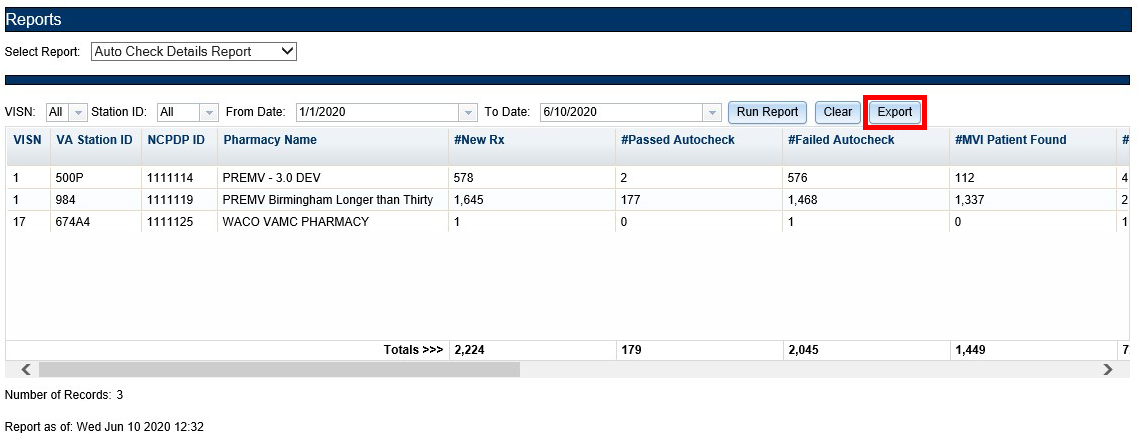 Reports
Select Report: Auto Check Details Report
VISN: All Station ID: All From Date: 1/1/2020 To Date: 6/10/2020 Run Report Clear Export
VISN VA Station ID NCPDP ID Pharmacy Name #New Rx #Passed Autocheck #Failed Autocheck #MVI Patient Found #
1 500P 1111114 PREMV - 3.0 DEV 578 2 576 112 4
1 984 1111119 PREMV Birmingham Longer than Thirty 1,645 177 1,468 1,337 2
17 674A4 1111125 WACO VAMC PHARMACY 1 0 1 0 1
Totals >>> 2,224 179 2,045 1,449 7
Number of Records: 3
Report as of: Wed Jun 10 2020 12:32